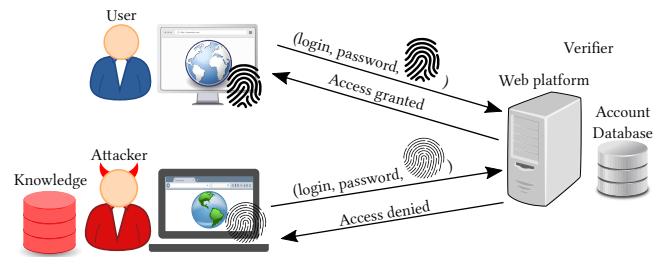 User
(login, password, )
Access granted
Verifier
Web platform
Account
Database
Attacker
Knowledge
(login, password, )
Access denied